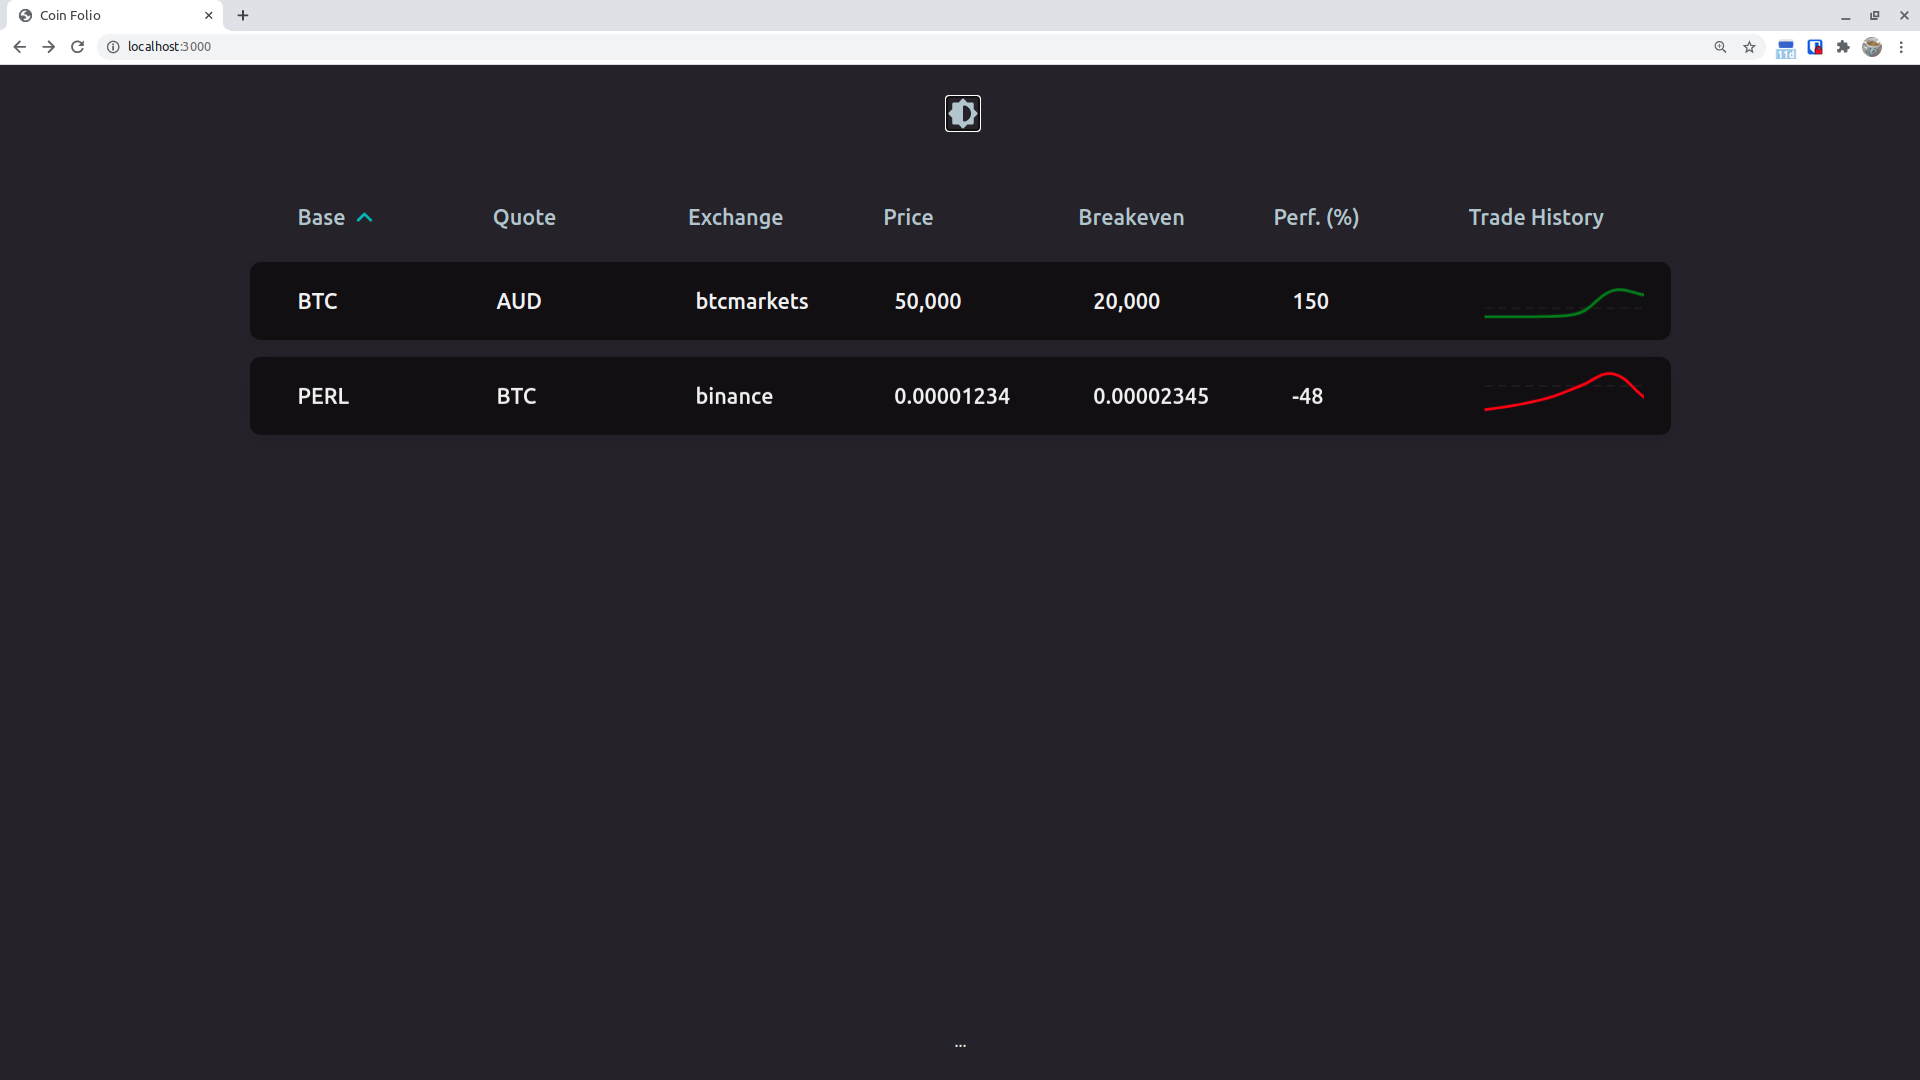 Coin Folio
localhost:3000
11d
Base Quote Exchange Price Breakeven Perf. (%) Trade History
BTC AUD btcmarkets 50,000 20,000 150
PERL BTC binance 0.00001234 0.00002345 -48
...